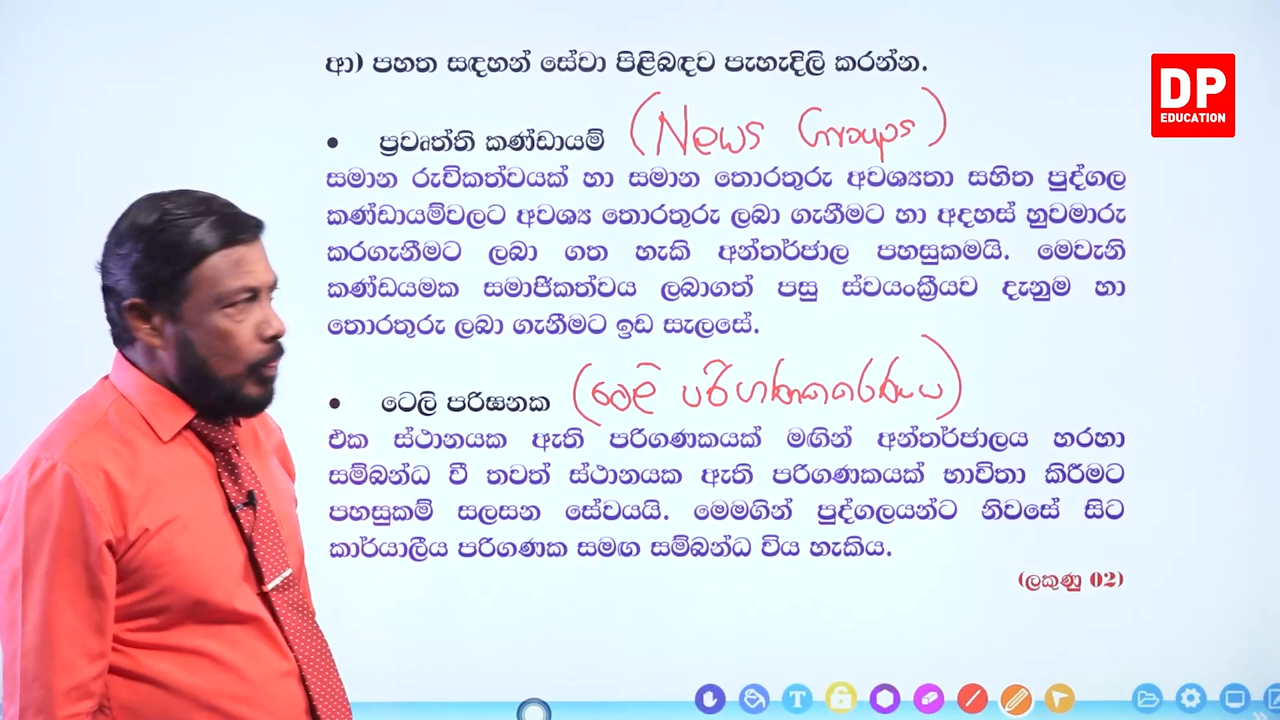 ආ) පහත සඳහන් සේවා පිළිබඳව පැහැදිලි කරන්න.
DP
EDUCATION
• ප්‍රවෘත්ති කණ්ඩායම් (News Groups)
සමාන රුචිකත්වයක් හා සමාන තොරතුරු අවශ්‍යතා සහිත පුද්ගල
කණ්ඩායම්වලට අවශ්‍ය තොරතුරු ලබා ගැනීමට හා අදහස් හුවමාරු
කරගැනීමට ලබා ගත හැකි අන්තර්ජාල පහසුකමයි. මෙවැනි
කණ්ඩයමක සමාජිකත්වය ලබාගත් පසු ස්වයංක්‍රීයව දැනුම හා
තොරතුරු ලබා ගැනීමට ඉඩ සැලසේ.
• ටෙලි පරිඝනක (ටෙලි පරිගණකකරණය)
එක ස්ථානයක ඇති පරිගණකයක් මඟින් අන්තර්ජාලය හරහා
සම්බන්ධ වී තවත් ස්ථානයක ඇති පරිගණකයක් භාවිතා කිරීමට
පහසුකම් සලසන සේවයයි. මෙමගින් පුද්ගලයන්ට නිවසේ සිට
කාර්යාලීය පරිගණක සමඟ සම්බන්ධ විය හැකිය.
(ලකුණු 02)